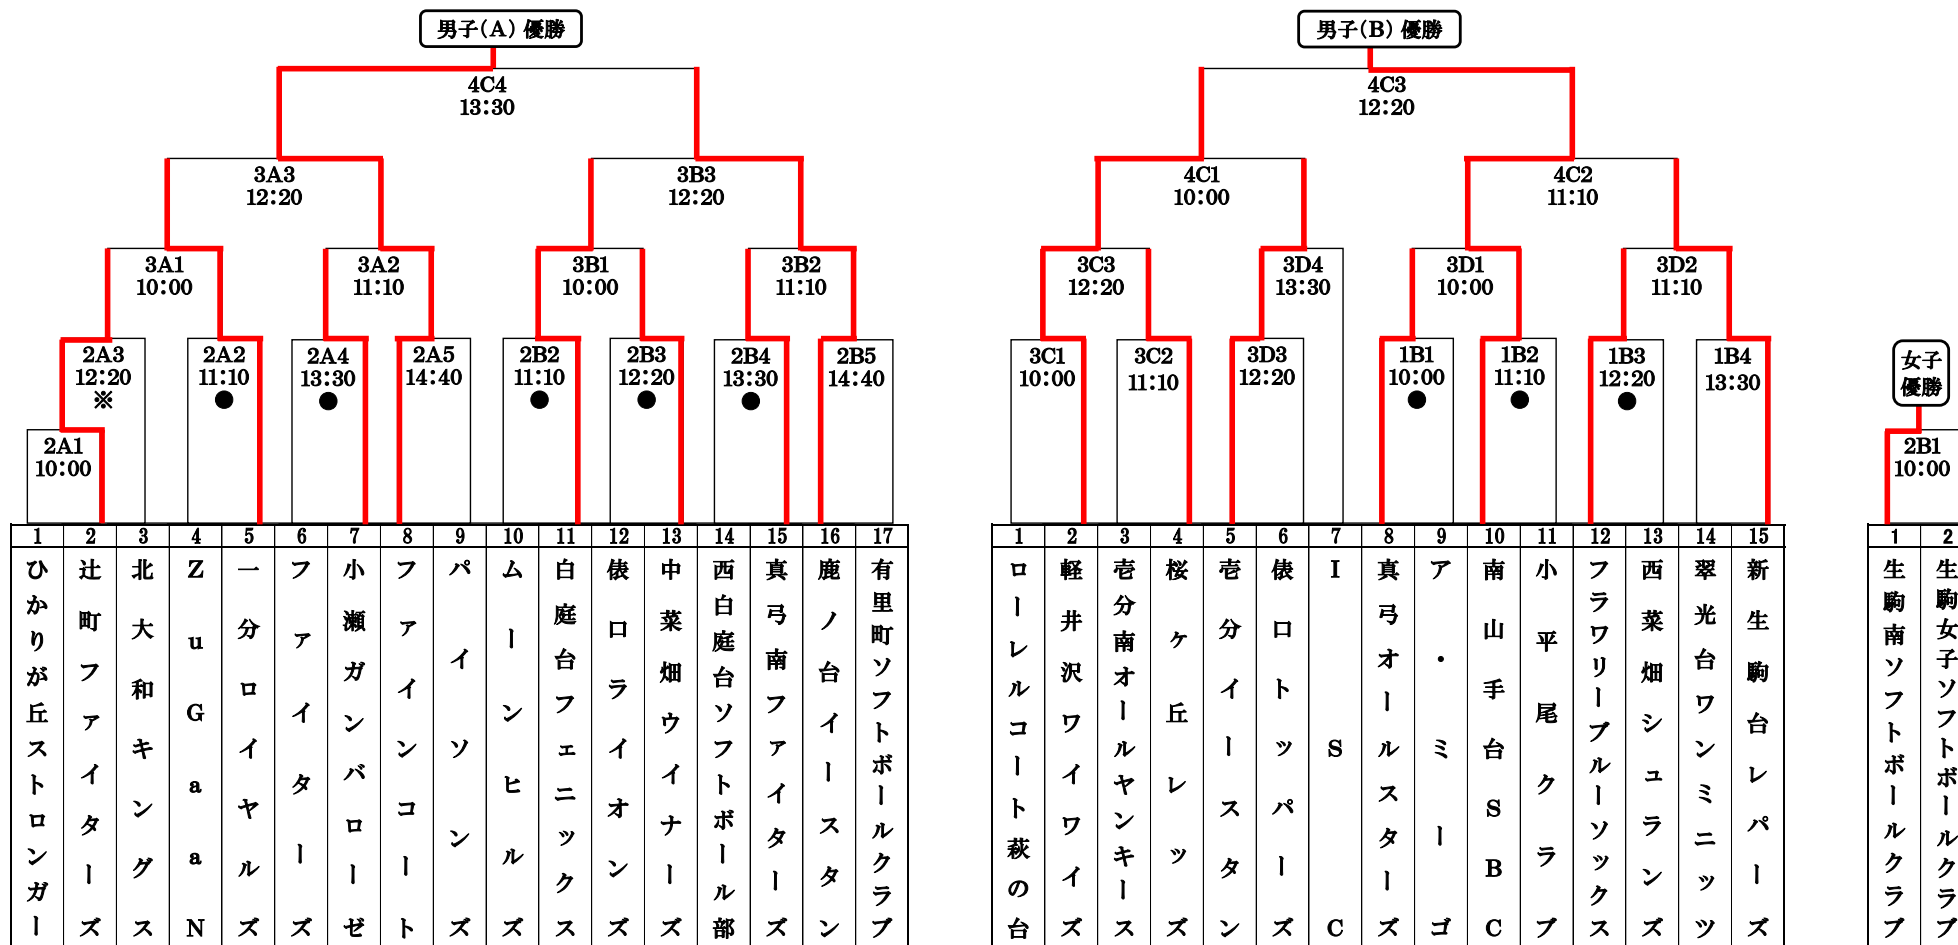 男子(A) 優勝
4C4
13:30
3A3
12:20
3B3
12:20
3A1
10:00
3A2
11:10
3B1
10:00
3B2
11:10
2A3
12:20
※
2A2
11:10
●
2A4
13:30
●
2A5
14:40
2B2
11:10
●
2B3
12:20
●
2B4
13:30
●
2B5
14:40
2A1
10:00
1 2 3 4 5 6 7 8 9 10 11 12 13 14 15 16 17
ひかりが丘ストロンガー
辻町ファイターズ
北大和キングス
ZuGaaN
一分ロイヤルズ
ファイターズ
小瀬ガンバローゼ
ファインコート
パイソンズ
ムーンヒルズ
白庭台フェニックス
俵口ライオンズ
中菜畑ウイナーズ
西白庭台ソフトボール部
真弓南ファイターズ
鹿ノ台イースタン
有里町ソフトボールクラブ
男子(B) 優勝
4C3
12:20
4C1
10:00
4C2
11:10
3C3
12:20
3D4
13:30
3D1
10:00
3D2
11:10
3C1
10:00
3C2
11:10
3D3
12:20
1B1
10:00
●
1B2
11:10
●
1B3
12:20
●
1B4
13:30
1 2 3 4 5 6 7 8 9 10 11 12 13 14 15
ローレルコート萩の台
軽井沢ワイワイズ
壱分南オールヤンキース
桜ヶ丘レッズ
壱分イースタン
俵口トッパーズ
ISC
真弓オールスターズ
ア・ミーゴ
南山手台SBC
小平尾クラブ
フラワリーブルーソックス
西菜畑シュランズ
翠光台ワンミニッツ
新生駒台レパーズ
女子
優勝
2B1
10:00
1 2
生駒南ソフトボールクラブ
生駒女子ソフトボールクラブ